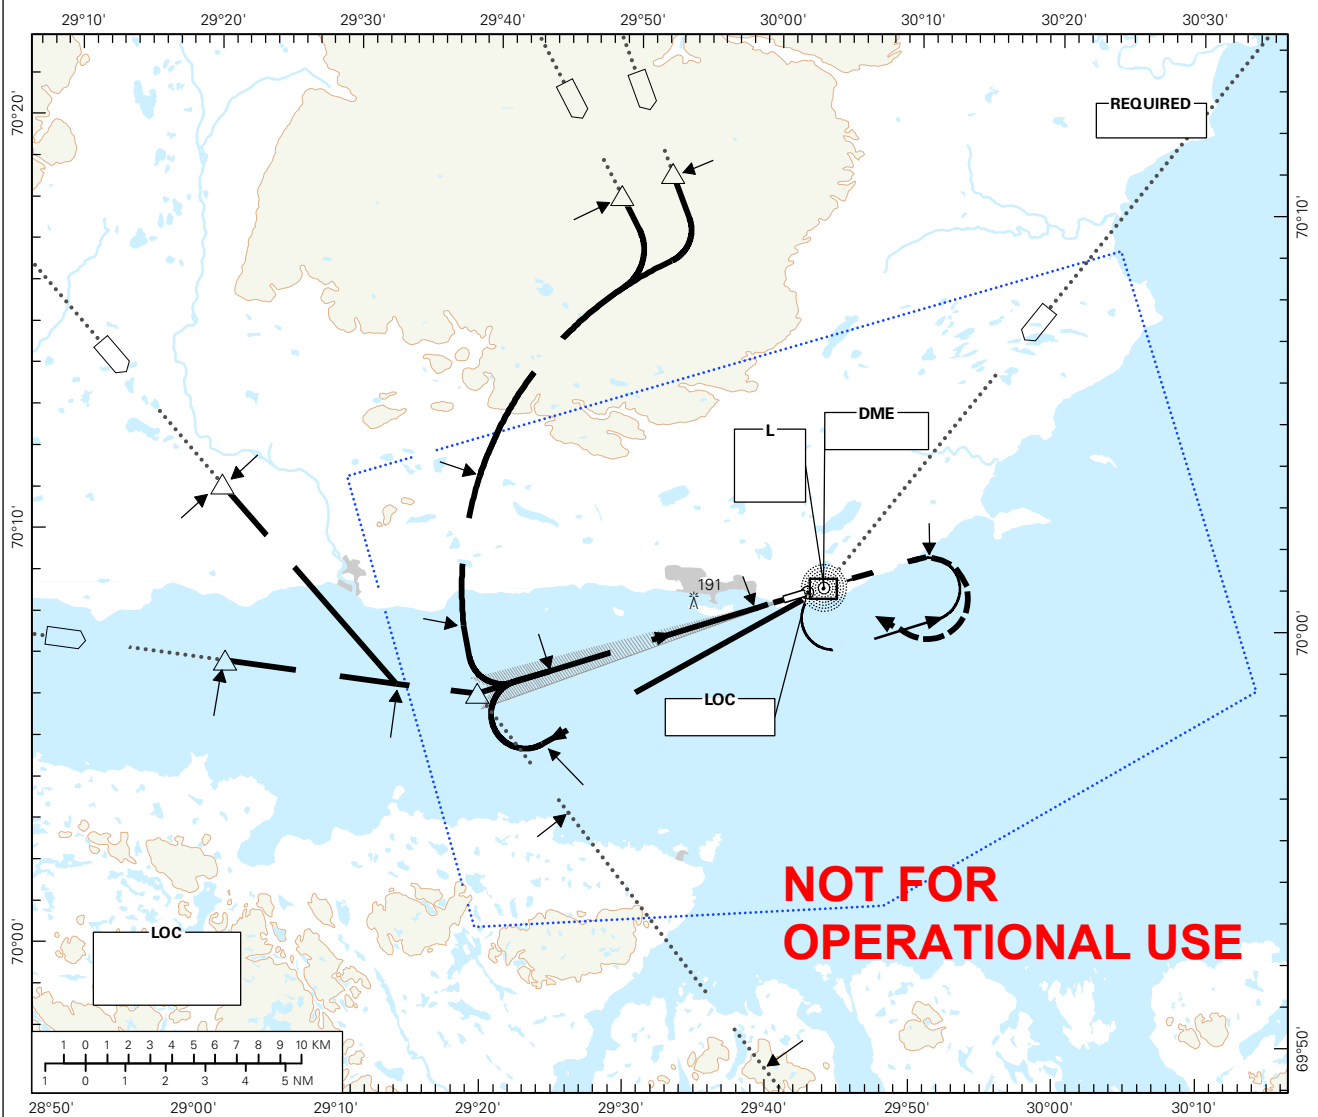 29°10' 29°20' 29°30' 29°40' 29°50' 30°00' 30°10' 30°20' 30°30'
70°20'
REQUIRED
70°10'
DME
L
70°10'
191
70°00'
LOC
NOT FOR
OPERATIONAL USE
LOC
70°00'
1 0 1 2 3 4 5 6 7 8 9 10 KM
1 0 1 2 3 4 5 NM
69°50'
28°50' 29°00' 29°10' 29°20' 29°30' 29°40' 29°50' 30°00' 30°10'